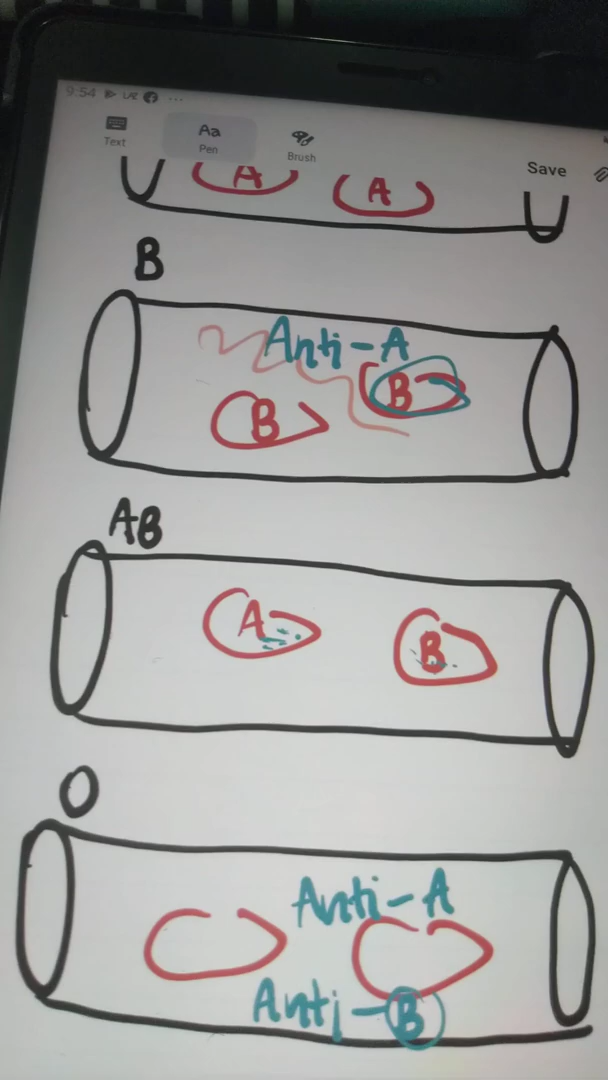 9:54
Text
Aa
Pen
Brush
Save
A A
B
Anti-A
B
B
AB
A
B
O
Anti-A
Anti-B